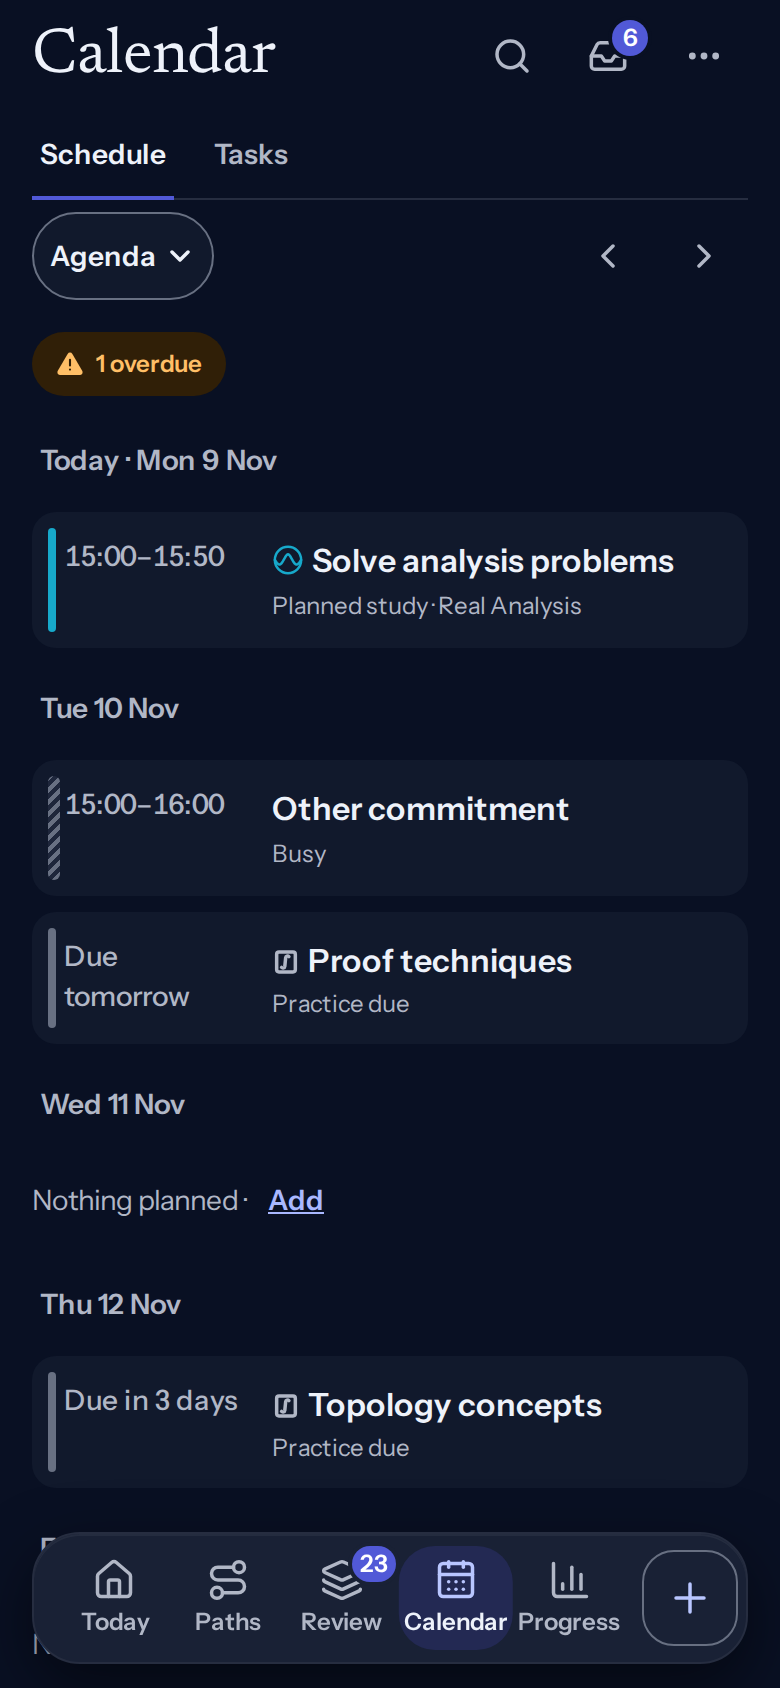 Calendar
6
Schedule Tasks
Agenda
1 overdue
Today · Mon 9 Nov
15:00–15:50 Solve analysis problems
Planned study · Real Analysis
Tue 10 Nov
15:00–16:00 Other commitment
Busy
Due tomorrow Proof techniques
Practice due
Wed 11 Nov
Nothing planned · Add
Thu 12 Nov
Due in 3 days Topology concepts
Practice due
23
Today Paths Review Calendar Progress